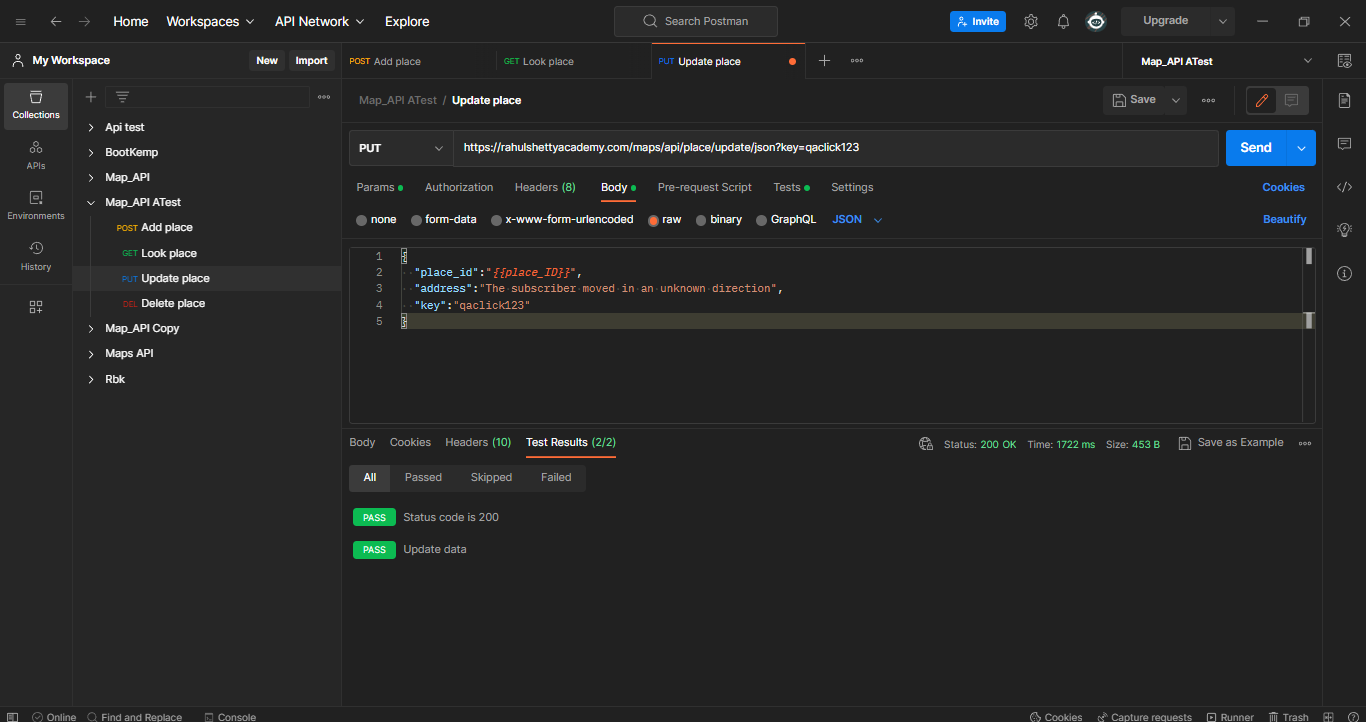 Home Workspaces API Network Explore Search Postman Invite Upgrade
My Workspace New Import POST Add place GET Look place PUT Update place Map_API ATest
Collections
APIs
Environments
History
Api test
BootKemp
Map_API
Map_API ATest
POST Add place
GET Look place
PUT Update place
DEL Delete place
Map_API Copy
Maps API
Rbk
Map_API ATest / Update place Save
PUT https://rahulshettyacademy.com/maps/api/place/update/json?key=qaclick123 Send
Params Authorization Headers (8) Body Pre-request Script Tests Settings Cookies
none form-data x-www-form-urlencoded raw binary GraphQL JSON Beautify
1 {
2 "place_id":"{{place_ID}}",
3 "address":"The subscriber moved in an unknown direction",
4 "key":"qaclick123"
5 }
Body Cookies Headers (10) Test Results (2/2) Status: 200 OK Time: 1722 ms Size: 453 B Save as Example
All Passed Skipped Failed
PASS Status code is 200
PASS Update data
Online Find and Replace Console Cookies Capture requests Runner Trash